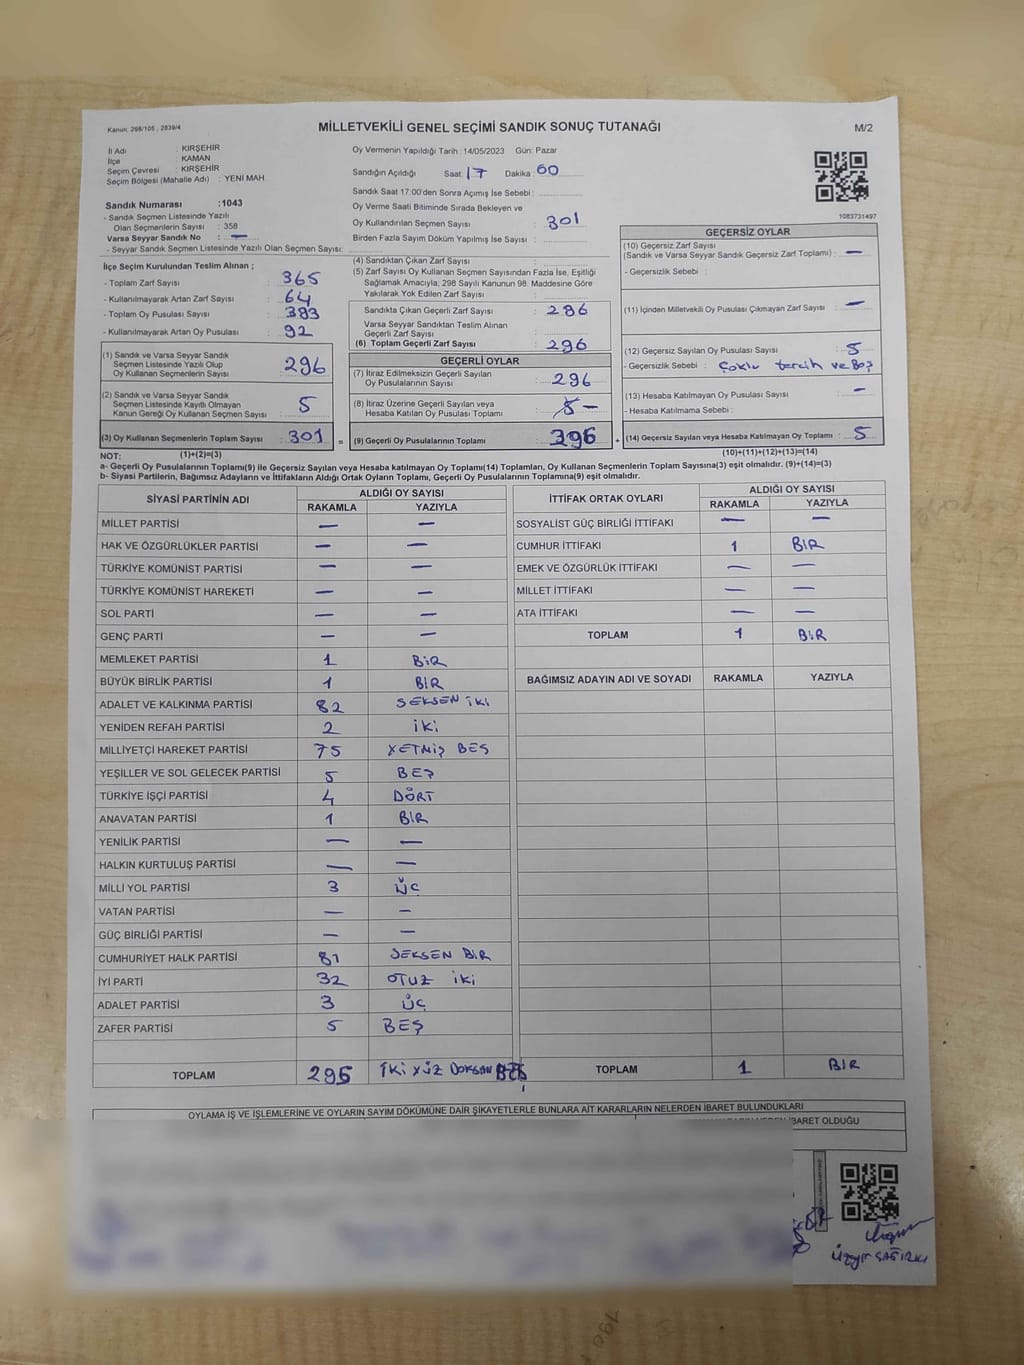 Kanun: 298/105 , 2839/4
MİLLETVEKİLİ GENEL SEÇİMİ SANDIK SONUÇ TUTANAĞI
M/2
İl Adı : KIRŞEHİR
İlçe : KAMAN
Seçim Çevresi : KIRŞEHİR
Seçim Bölgesi (Mahalle Adı) : YENİ MAH
Sandık Numarası :1043
- Sandık Seçmen Listesinde Yazılı
Olan Seçmenlerin Sayısı : 358
Varsa Seyyar Sandık No : —
- Seyyar Sandık Seçmen Listesinde Yazılı Olan Seçmen Sayısı:
Oy Vermenin Yapıldığı Tarih :14/05/2023 Gün: Pazar
Sandığın Açıldığı Saat: 17 Dakika: 60
Sandık Saat 17:00'den Sonra Açımış İse Sebebi :
Oy Verme Saati Bitiminde Sırada Bekleyen ve
Oy Kullandırılan Seçmen Sayısı : 301
Birden Fazla Sayım Döküm Yapılmış İse Sayısı :
1083731497
İlçe Seçim Kurulundan Teslim Alınan ;
- Toplam Zarf Sayısı : 365
- Kullanılmayarak Artan Zarf Sayısı : 64
- Toplam Oy Pusulası Sayısı : 393
- Kullanılmayarak Artan Oy Pusulası : 92
(1) Sandık ve Varsa Seyyar Sandık
Seçmen Listesinde Yazılı Olup
Oy Kullanan Seçmenlerin Sayısı : 296
(2) Sandık ve Varsa Seyyar Sandık
Seçmen Listesinde Kayıtlı Olmayan
Kanun Gereği Oy Kullanan Seçmen Sayısı : 5
(3) Oy Kullanan Seçmenlerin Toplam Sayısı : 301 =
(4) Sandıktan Çıkan Zarf Sayısı :
(5) Zarf Sayısı Oy Kullanan Seçmen Sayısından Fazla İse, Eşitliği
Sağlamak Amacıyla; 298 Sayılı Kanunun 98. Maddesine Göre
Yakılarak Yok Edilen Zarf Sayısı :
Sandıkta Çıkan Geçerli Zarf Sayısı : 296
Varsa Seyyar Sandıktan Teslim Alınan
Geçerli Zarf Sayısı :
(6) Toplam Geçerli Zarf Sayısı : 296
GEÇERLİ OYLAR
(7) İtiraz Edilmeksizin Geçerli Sayılan
Oy Pusulalarının Sayısı : 296
(8) İtiraz Üzerine Geçerli Sayılan veya
Hesaba Katılan Oy Pusulası Toplamı : —
(9) Geçerli Oy Pusulalarının Toplamı : 296 +
GEÇERSİZ OYLAR
(10) Geçersiz Zarf Sayısı
(Sandık ve Varsa Seyyar Sandık Geçersiz Zarf Toplamı) : —
- Geçersizlik Sebebi :
(11) İçinden Milletvekili Oy Pusulası Çıkmayan Zarf Sayısı : —
(12) Geçersiz Sayılan Oy Pusulası Sayısı : 5
- Geçersizlik Sebebi : Çoklu tercih ve Boş
(13) Hesaba Katılmayan Oy Pusulası Sayısı : —
- Hesaba Katılmama Sebebi :
(14) Geçersiz Sayılan veya Hesaba Katılmayan Oy Toplamı : 5
NOT: (1)+(2)=(3)
(10)+(11)+(12)+(13)=(14)
a- Geçerli Oy Pusulalarının Toplamı(9) ile Geçersiz Sayılan veya Hesaba katılmayan Oy Toplamı(14) Toplamları, Oy Kullanan Seçmenlerin Toplam Sayısına(3) eşit olmalıdır. (9)+(14)=(3)
b- Siyasi Partilerin, Bağımsız Adayların ve İttifakların Aldığı Ortak Oyların Toplamı, Geçerli Oy Pusulalarının Toplamına(9) eşit olmalıdır.
SİYASİ PARTİNİN ADI ALDIĞI OY SAYISI
RAKAMLA YAZIYLA
MİLLET PARTİSİ — —
HAK VE ÖZGÜRLÜKLER PARTİSİ — —
TÜRKİYE KOMÜNİST PARTİSİ — —
TÜRKİYE KOMÜNİST HAREKETİ — —
SOL PARTİ — —
GENÇ PARTİ — —
MEMLEKET PARTİSİ 1 BİR
BÜYÜK BİRLİK PARTİSİ 1 BİR
ADALET VE KALKINMA PARTİSİ 82 SEKSEN İKİ
YENİDEN REFAH PARTİSİ 2 İKİ
MİLLİYETÇİ HAREKET PARTİSİ 75 YETMİŞ BEŞ
YEŞİLLER VE SOL GELECEK PARTİSİ 5 BEŞ
TÜRKİYE İŞÇİ PARTİSİ 4 DÖRT
ANAVATAN PARTİSİ 1 BİR
YENİLİK PARTİSİ — —
HALKIN KURTULUŞ PARTİSİ — —
MİLLİ YOL PARTİSİ 3 ÜÇ
VATAN PARTİSİ — —
GÜÇ BİRLİĞİ PARTİSİ — —
CUMHURİYET HALK PARTİSİ 81 SEKSEN BİR
İYİ PARTİ 32 OTUZ İKİ
ADALET PARTİSİ 3 ÜÇ
ZAFER PARTİSİ 5 BEŞ
TOPLAM 295 İKİ YÜZ DOKSAN BEŞ
İTTİFAK ORTAK OYLARI ALDIĞI OY SAYISI
RAKAMLA YAZIYLA
SOSYALİST GÜÇ BİRLİĞİ İTTİFAKI — —
CUMHUR İTTİFAKI 1 BİR
EMEK VE ÖZGÜRLÜK İTTİFAKI — —
MİLLET İTTİFAKI — —
ATA İTTİFAKI — —
TOPLAM 1 BİR
BAĞIMSIZ ADAYIN ADI VE SOYADI RAKAMLA YAZIYLA
TOPLAM 1 BİR
OYLAMA İŞ VE İŞLEMLERİNE VE OYLARIN SAYIM DÖKÜMÜNE DAİR ŞİKAYETLERLE BUNLARA AİT KARARLARIN NELERDEN İBARET BULUNDUKLARI
İBARET OLDUĞU